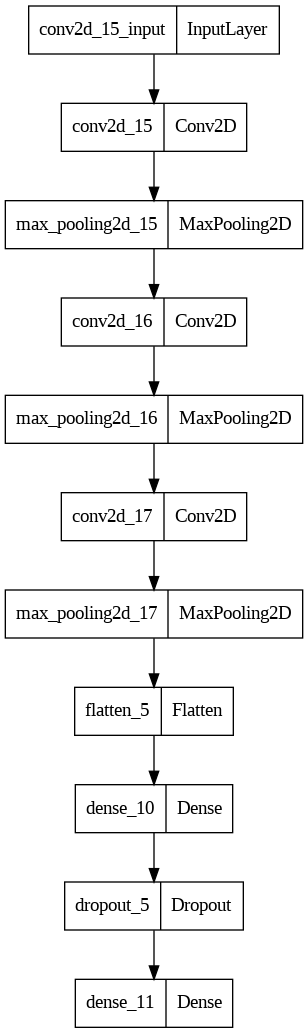 conv2d_15_input InputLayer
conv2d_15 Conv2D
max_pooling2d_15 MaxPooling2D
conv2d_16 Conv2D
max_pooling2d_16 MaxPooling2D
conv2d_17 Conv2D
max_pooling2d_17 MaxPooling2D
flatten_5 Flatten
dense_10 Dense
dropout_5 Dropout
dense_11 Dense